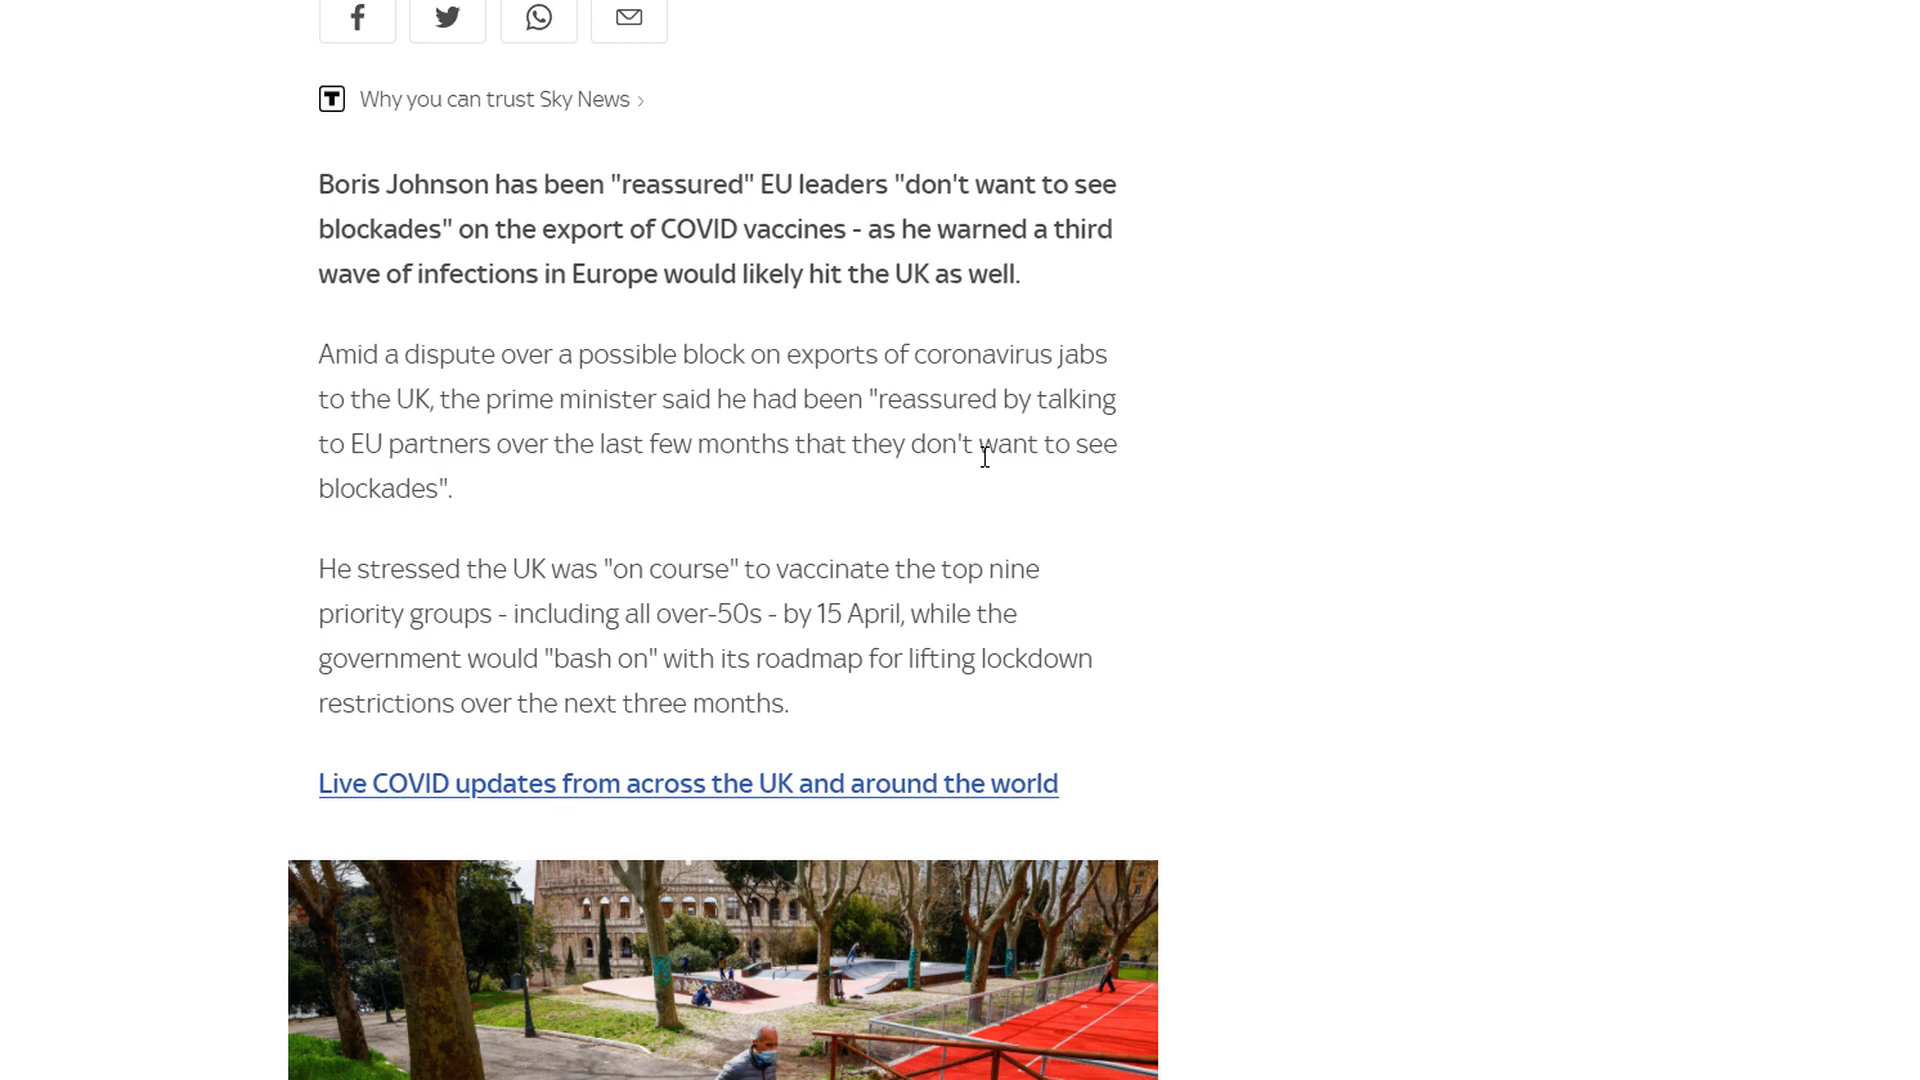 Why you can trust Sky News
Boris Johnson has been "reassured" EU leaders "don't want to see
blockades" on the export of COVID vaccines - as he warned a third
wave of infections in Europe would likely hit the UK as well.
Amid a dispute over a possible block on exports of coronavirus jabs
to the UK, the prime minister said he had been "reassured by talking
to EU partners over the last few months that they don't want to see
blockades".
He stressed the UK was "on course" to vaccinate the top nine
priority groups - including all over-50s - by 15 April, while the
government would "bash on" with its roadmap for lifting lockdown
restrictions over the next three months.
Live COVID updates from across the UK and around the world